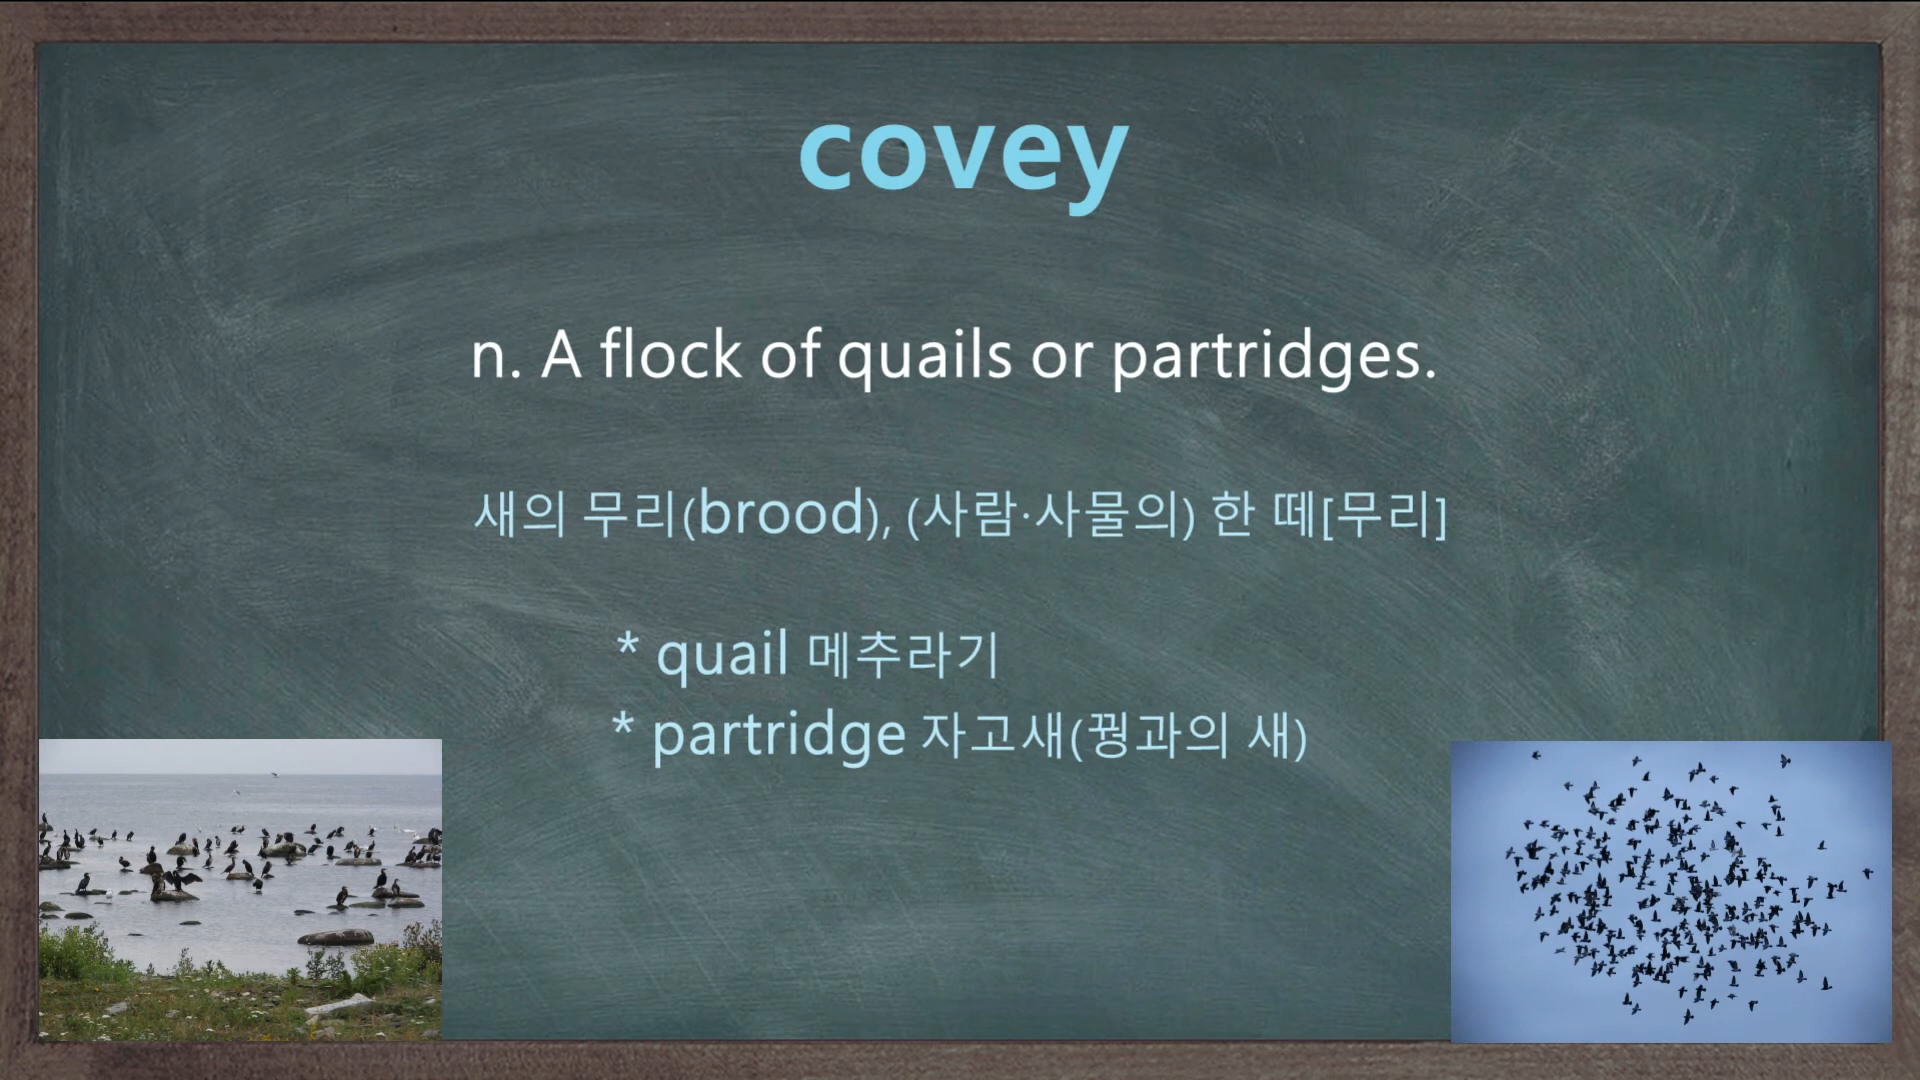 covey
n. A flock of quails or partridges.
새의 무리(brood), (사람·사물의) 한 떼[무리]
* quail 메추라기
* partridge 자고새(꿩과의 새)